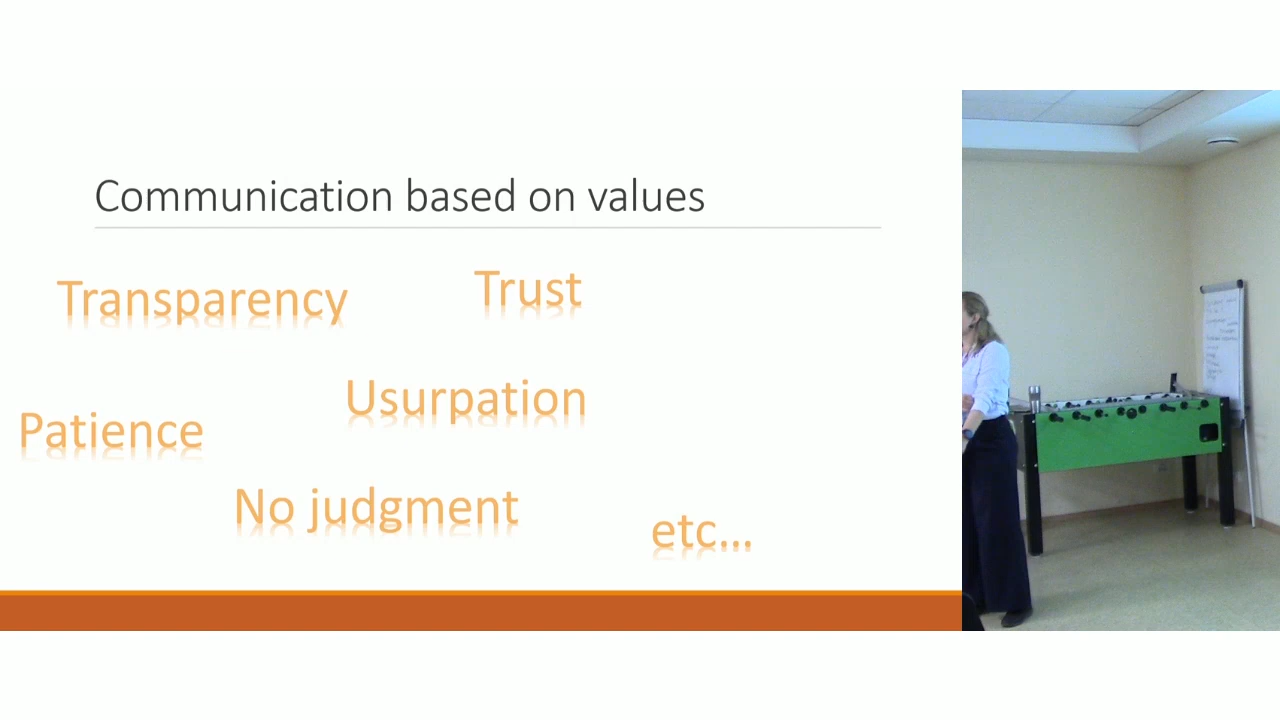 Communication based on values
Transparency
Trust
Usurpation
Patience
No judgment
etc...